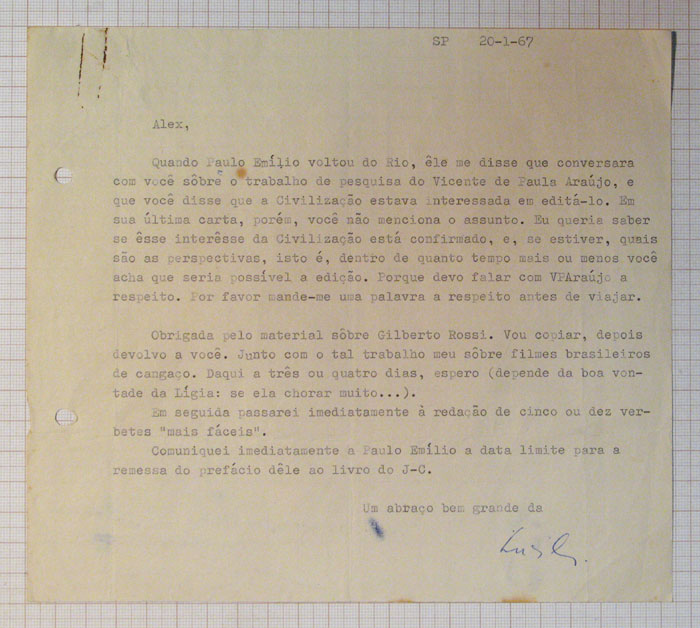 SP 20-1-67
Alex,
Quando Paulo Emílio voltou do Rio, êle me disse que conversara
com você sôbre o trabalho de pesquisa do Vicente de Paula Araújo, e
que você disse que a Civilização estava interessada em editá-lo. Em
sua última carta, porém, você não menciona o assunto. Eu queria saber
se êsse interêsse da Civilização está confirmado, e, se estiver, quais
são as perspectivas, isto é, dentro de quanto tempo mais ou menos você
acha que seria possível a edição. Porque devo falar com VPAraújo a
respeito. Por favor mande-me uma palavra a respeito antes de viajar.
Obrigada pelo material sôbre Gilberto Rossi. Vou copiar, depois
devolvo a você. Junto com o tal trabalho meu sôbre filmes brasileiros
de cangaço. Daqui a três ou quatro dias, espero (depende da boa von-
tade da Lígia: se ela chorar muito...).
Em seguida passarei imediatamente à redação de cinco ou dez ver-
betes "mais fáceis".
Comuniquei imediatamente a Paulo Emílio a data limite para a
remessa do prefácio dêle ao livro do J-C.
Um abraço bem grande da